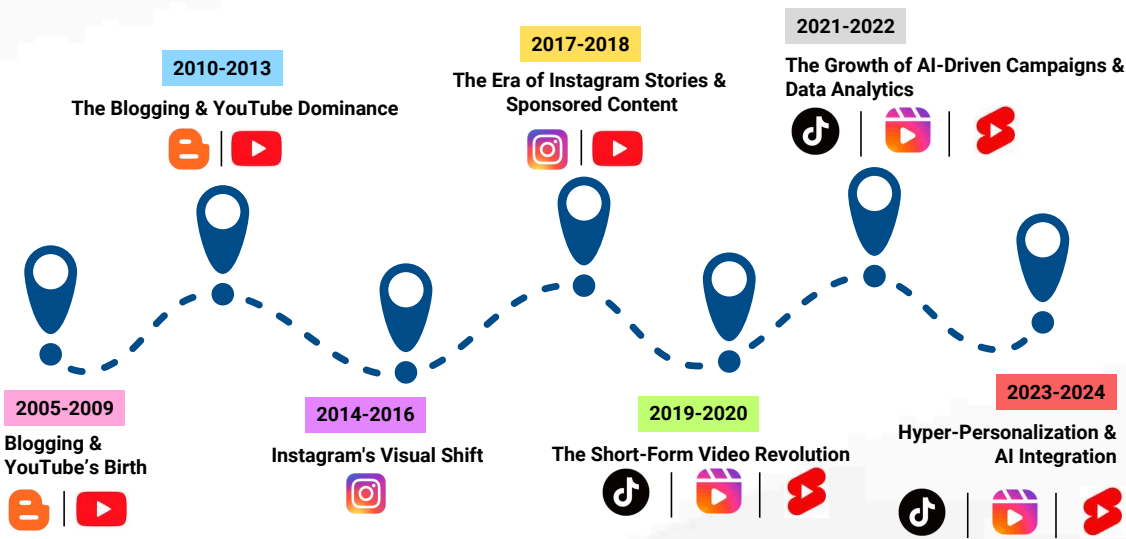 2005-2009
Blogging &
YouTube’s Birth
2010-2013
The Blogging & YouTube Dominance
2014-2016
Instagram's Visual Shift
2017-2018
The Era of Instagram Stories &
Sponsored Content
2019-2020
The Short-Form Video Revolution
2021-2022
The Growth of AI-Driven Campaigns &
Data Analytics
2023-2024
Hyper-Personalization &
AI Integration